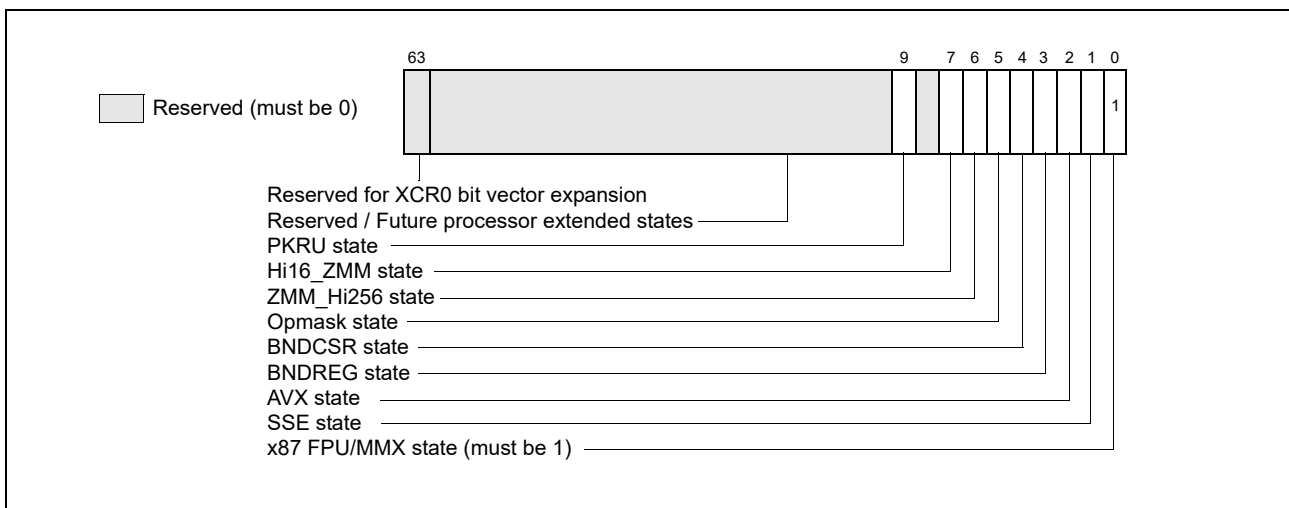 63 9 7 6 5 4 3 2 1 0
Reserved (must be 0)
1
Reserved for XCR0 bit vector expansion
Reserved / Future processor extended states
PKRU state
Hi16_ZMM state
ZMM_Hi256 state
Opmask state
BNDCSR state
BNDREG state
AVX state
SSE state
x87 FPU/MMX state (must be 1)